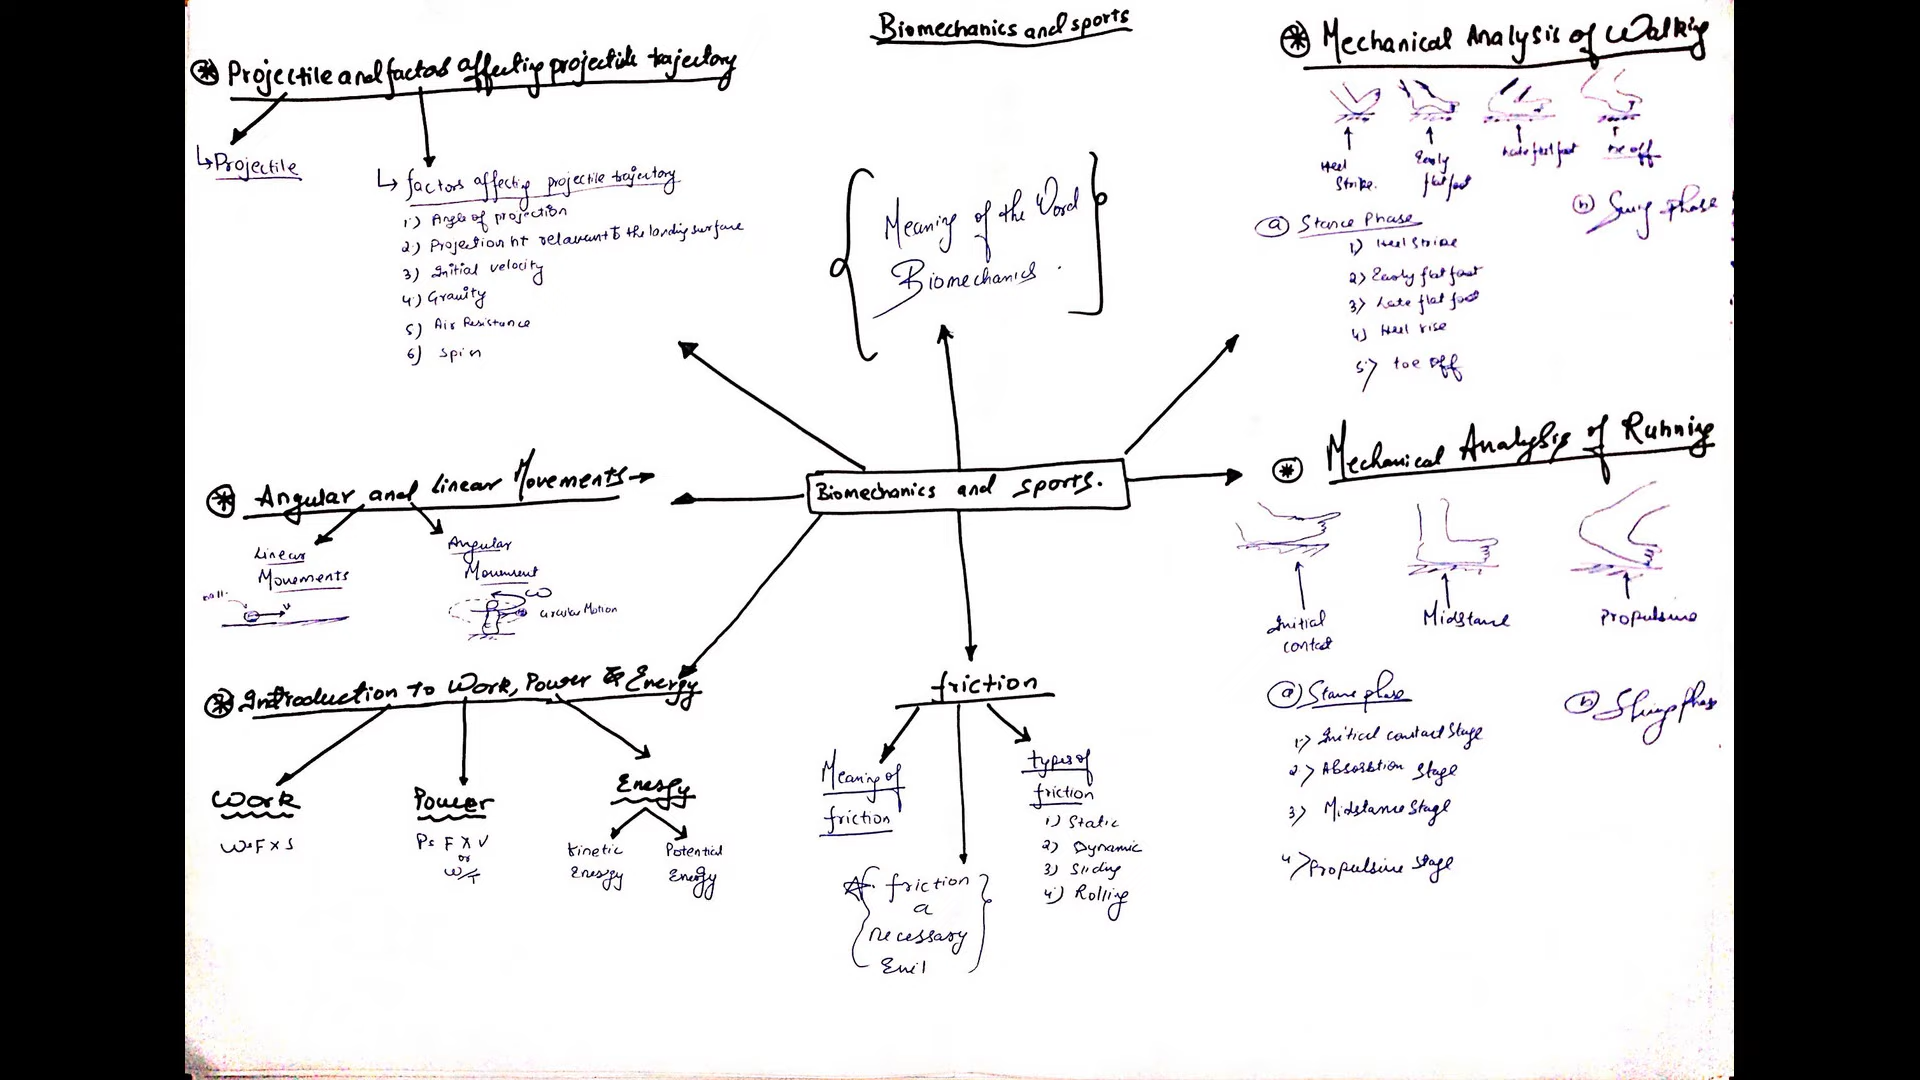 Biomechanics and sports
Projectile and factors affecting projectile trajectory
Projectile
factors affecting projectile trajectory
1.) Angle of projection
2.) Projection ht relavant to the landing surface
3) Initial velocity
4.) Gravity
5) Air Resistance
6) Spin
Meaning of the Word
Biomechanics.
Mechanical Analysis of Walking
Heel
Strike.
Early
flat foot
Late flat foot
toe off
a) Stance Phase
1) Heel Strike
2) Early flat foot
3) Late flat foot
4) Heel rise
5.) toe off
b) Swing phase
Biomechanics and sports.
Angular and Linear Movements →
Linear
Movements
ball
v
Angular
Movement
ω
circular Motion
Mechanical Analysis of Running
Initial
contact
Midstance
Propulsive
a) Stance phase
1.) Initial contact Stage
2) Absorbtion Stage
3) Midstance Stage
4) Propulsive Stage
b) Swing phase
Introduction to Work, Power & Energy
Work
W=F×S
Power
P= F X V
or
W/T
Energy
Kinetic
Energy
Potential
Energy
friction
Meaning of
friction
friction
a
necessary
Evil
types of
friction
1.) Static
2) Dynamic
3) Sliding
4) Rolling